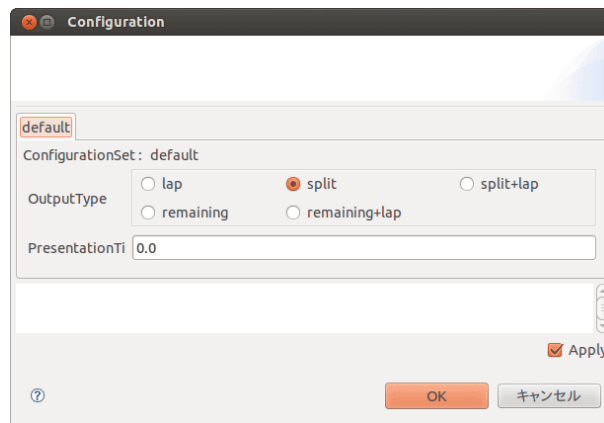 Configuration
default
ConfigurationSet: default
OutputType
lap
split
split+lap
remaining
remaining+lap
PresentationTi 0.0
Apply
OK
キャンセル